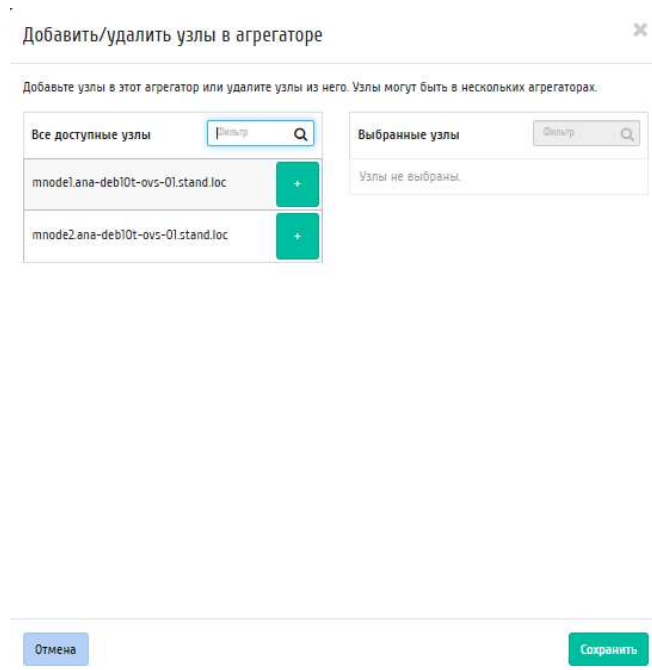 Добавить/удалить узлы в агрегаторе
Добавьте узлы в этот агрегатор или удалите узлы из него. Узлы могут быть в нескольких агрегаторах.
Все доступные узлы
Фильтр
mnode1.ana-deb10t-ovs-01.stand.loc
+
mnode2.ana-deb10t-ovs-01.stand.loc
+
Выбранные узлы
Фильтр
Узлы не выбраны.
Отмена
Сохранить